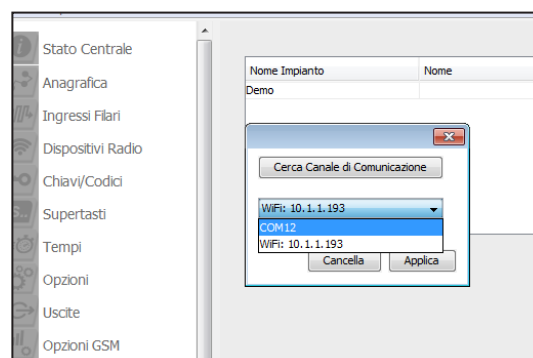 Stato Centrale
Anagrafica
Ingressi Filari
Dispositivi Radio
Chiavi/Codici
Supertasti
Tempi
Opzioni
Uscite
Opzioni GSM
Nome Impianto Nome
Demo
Cerca Canale di Comunicazione
WiFi: 10.1.1.193
COM12
WiFi: 10.1.1.193
Cancella Applica